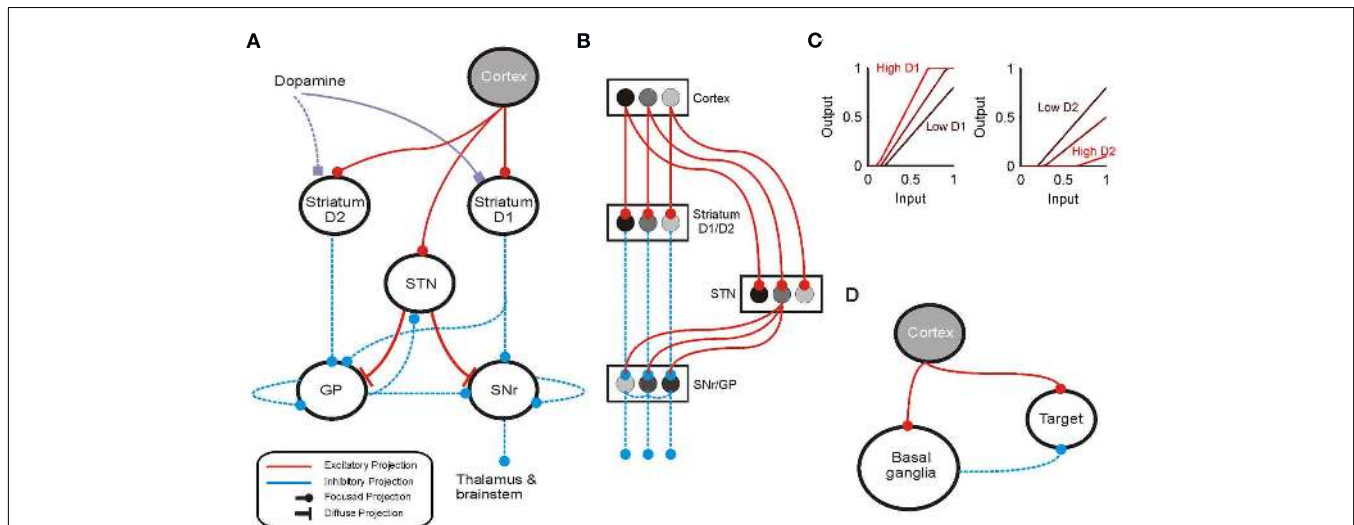 A
Dopamine
Cortex
Striatum
D2
Striatum
D1
STN
GP
SNr
Thalamus &
brainstem
Excitatory Projection
Inhibitory Projection
Focused Projection
Diffuse Projection
B
Cortex
Striatum
D1/D2
STN
SNr/GP
C
High D1
Low D1
Output
Input
0
0.5
1
0
0.5
1
Low D2
High D2
Output
Input
0
0.5
1
0
0.5
1
D
Cortex
Target
Basal
ganglia